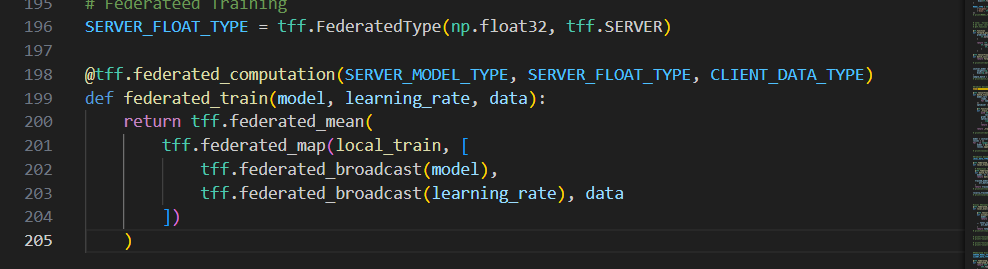 195 # Federateed Training
196 SERVER_FLOAT_TYPE = tff.FederatedType(np.float32, tff.SERVER)
197
198 @tff.federated_computation(SERVER_MODEL_TYPE, SERVER_FLOAT_TYPE, CLIENT_DATA_TYPE)
199 def federated_train(model, learning_rate, data):
200     return tff.federated_mean(
201         tff.federated_map(local_train, [
202             tff.federated_broadcast(model),
203             tff.federated_broadcast(learning_rate), data
204         ])
205     )